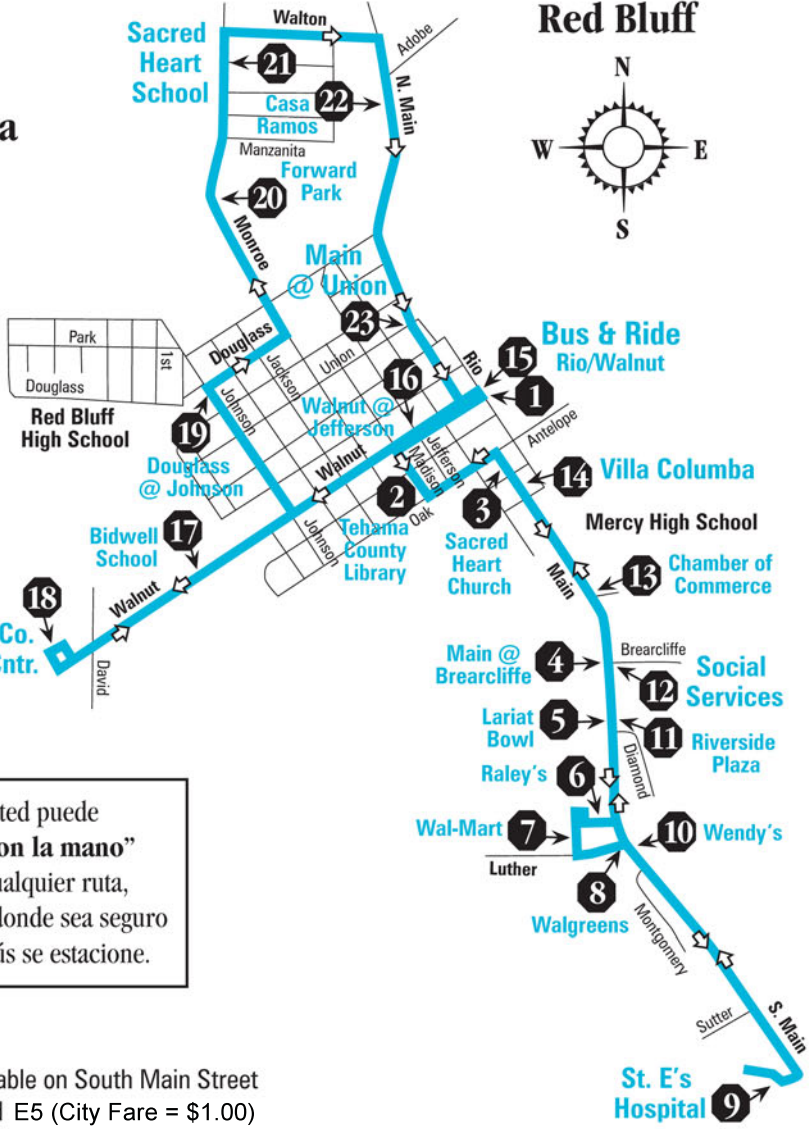 Red Bluff
N
W
E
S
a
Walton
Adobe
Sacred
Heart
School
21
Casa
Ramos
22
N. Main
Manzanita
Forward
Park
20
Monroe
Main
@ Union
23
Park
1st
Douglass
Red Bluff
High School
Douglass
Jackson
Union
Rio
Bus & Ride
Rio/Walnut
15
1
16
Walnut @
Jefferson
Johnson
19
Douglass
@ Johnson
Walnut
Jefferson
Madison
Antelope
14
Villa Columba
2
Oak
3
Tehama
County
Library
Sacred
Heart
Church
Mercy High School
Johnson
Bidwell
School
17
Main
13
Chamber of
Commerce
18
Walnut
Co.
Cntr.
David
Main @
Brearcliffe
4
Brearcliffe
12
Social
Services
Lariat
Bowl
5
11
Riverside
Plaza
Diamond
Raley's
6
Wal-Mart
7
10
Wendy's
Luther
8
Walgreens
Montgomery
ted puede
on la mano”
ualquier ruta,
donde sea seguro
ús se estacione.
Sutter
S. Main
St. E's
Hospital
9
able on South Main Street
E5 (City Fare = $1.00)